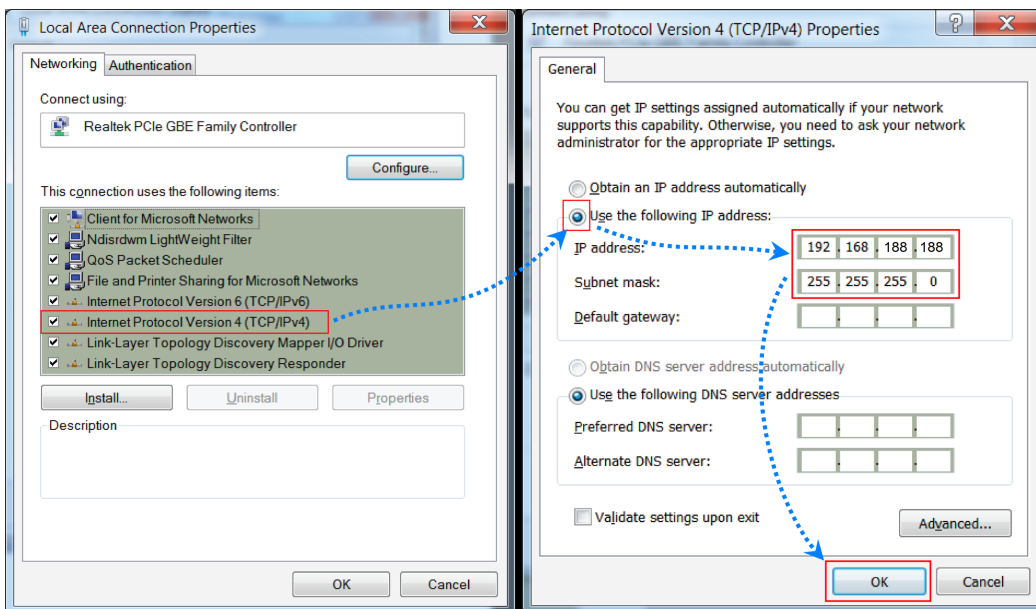 Local Area Connection Properties
Networking
Authentication
Connect using:
Realtek PCIe GBE Family Controller
Configure...
This connection uses the following items:
Client for Microsoft Networks
Ndisrdwm LightWeight Filter
QoS Packet Scheduler
File and Printer Sharing for Microsoft Networks
Internet Protocol Version 6 (TCP/IPv6)
Internet Protocol Version 4 (TCP/IPv4)
Link-Layer Topology Discovery Mapper I/O Driver
Link-Layer Topology Discovery Responder
Install...
Uninstall
Properties
Description
OK
Cancel
Internet Protocol Version 4 (TCP/IPv4) Properties
General
You can get IP settings assigned automatically if your network
supports this capability. Otherwise, you need to ask your network
administrator for the appropriate IP settings.
Obtain an IP address automatically
Use the following IP address:
IP address: 192 . 168 . 188 . 188
Subnet mask: 255 . 255 . 255 . 0
Default gateway: . . .
Obtain DNS server address automatically
Use the following DNS server addresses
Preferred DNS server: . . .
Alternate DNS server: . . .
Validate settings upon exit
Advanced...
OK
Cancel